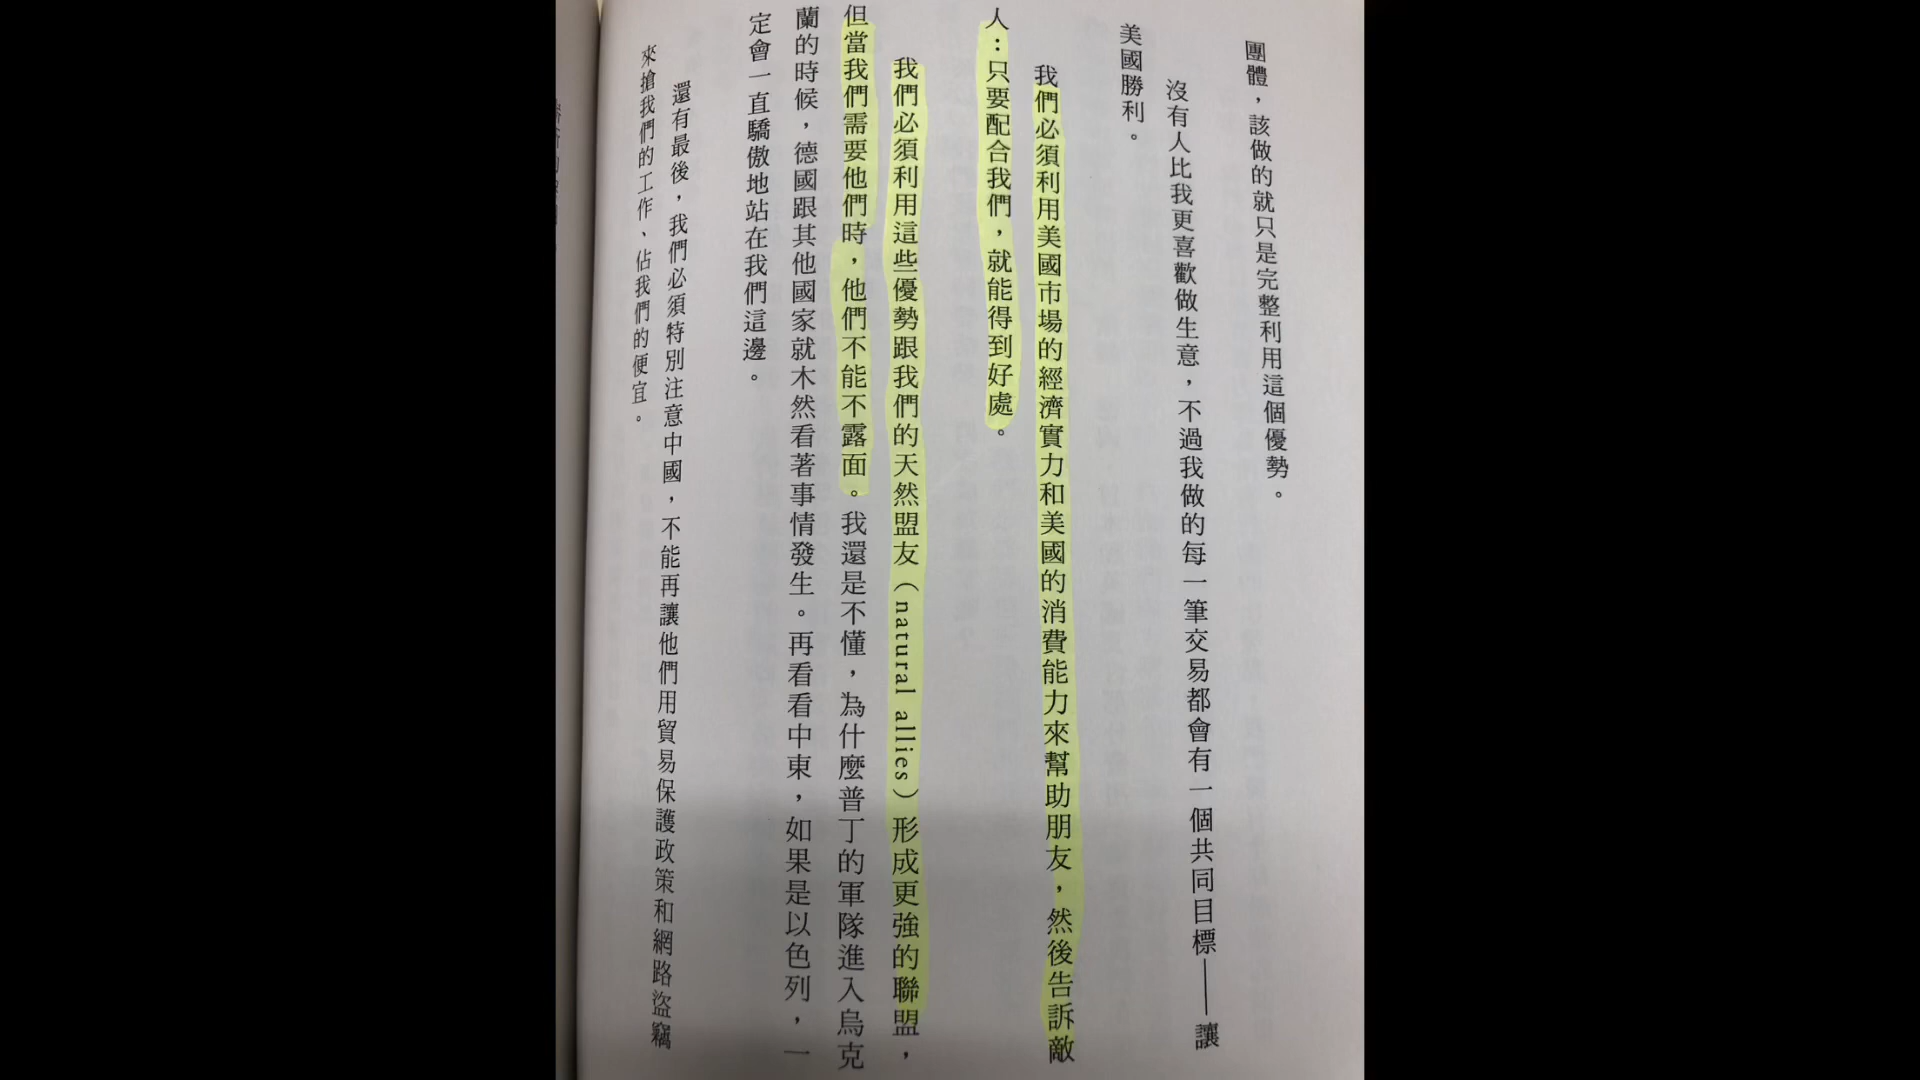 團體，該做的就只是完整利用這個優勢。
沒有人比我更喜歡做生意，不過我做的每一筆交易都會有一個共同目標——讓
美國勝利。
我們必須利用美國市場的經濟實力和美國的消費能力來幫助朋友，然後告訴敵
人：只要配合我們，就能得到好處。
我們必須利用這些優勢跟我們的天然盟友（natural allies）形成更強的聯盟，
但當我們需要他們時，他們不能不露面。我還是不懂，為什麼普丁的軍隊進入烏克
蘭的時候，德國跟其他國家就木然看著事情發生。再看看中東，如果是以色列，一
定會一直驕傲地站在我們這邊。
還有最後，我們必須特別注意中國，不能再讓他們用貿易保護政策和網路盜竊
來搶我們的工作、佔我們的便宜。